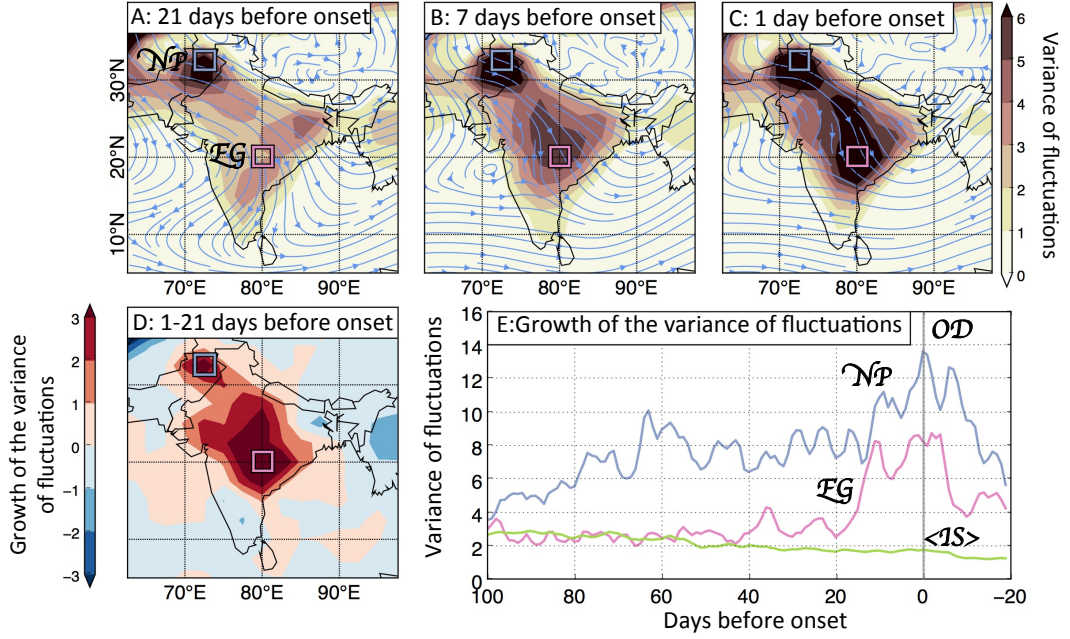 A: 21 days before onset
B: 7 days before onset
C: 1 day before onset
NP
EG
30°N
20°N
10°N
70°E 80°E 90°E
70°E 80°E 90°E
70°E 80°E 90°E
6
5
4
3
2
1
0
Variance of fluctuations
D: 1-21 days before onset
3
2
1
0
−1
−2
−3
Growth of the variance
of fluctuations
70°E 80°E 90°E
E:Growth of the variance of fluctuations
OD
NP
EG
<IS>
16
14
12
10
8
6
4
2
0
Variance of fluctuations
100 80 60 40 20 0 −20
Days before onset